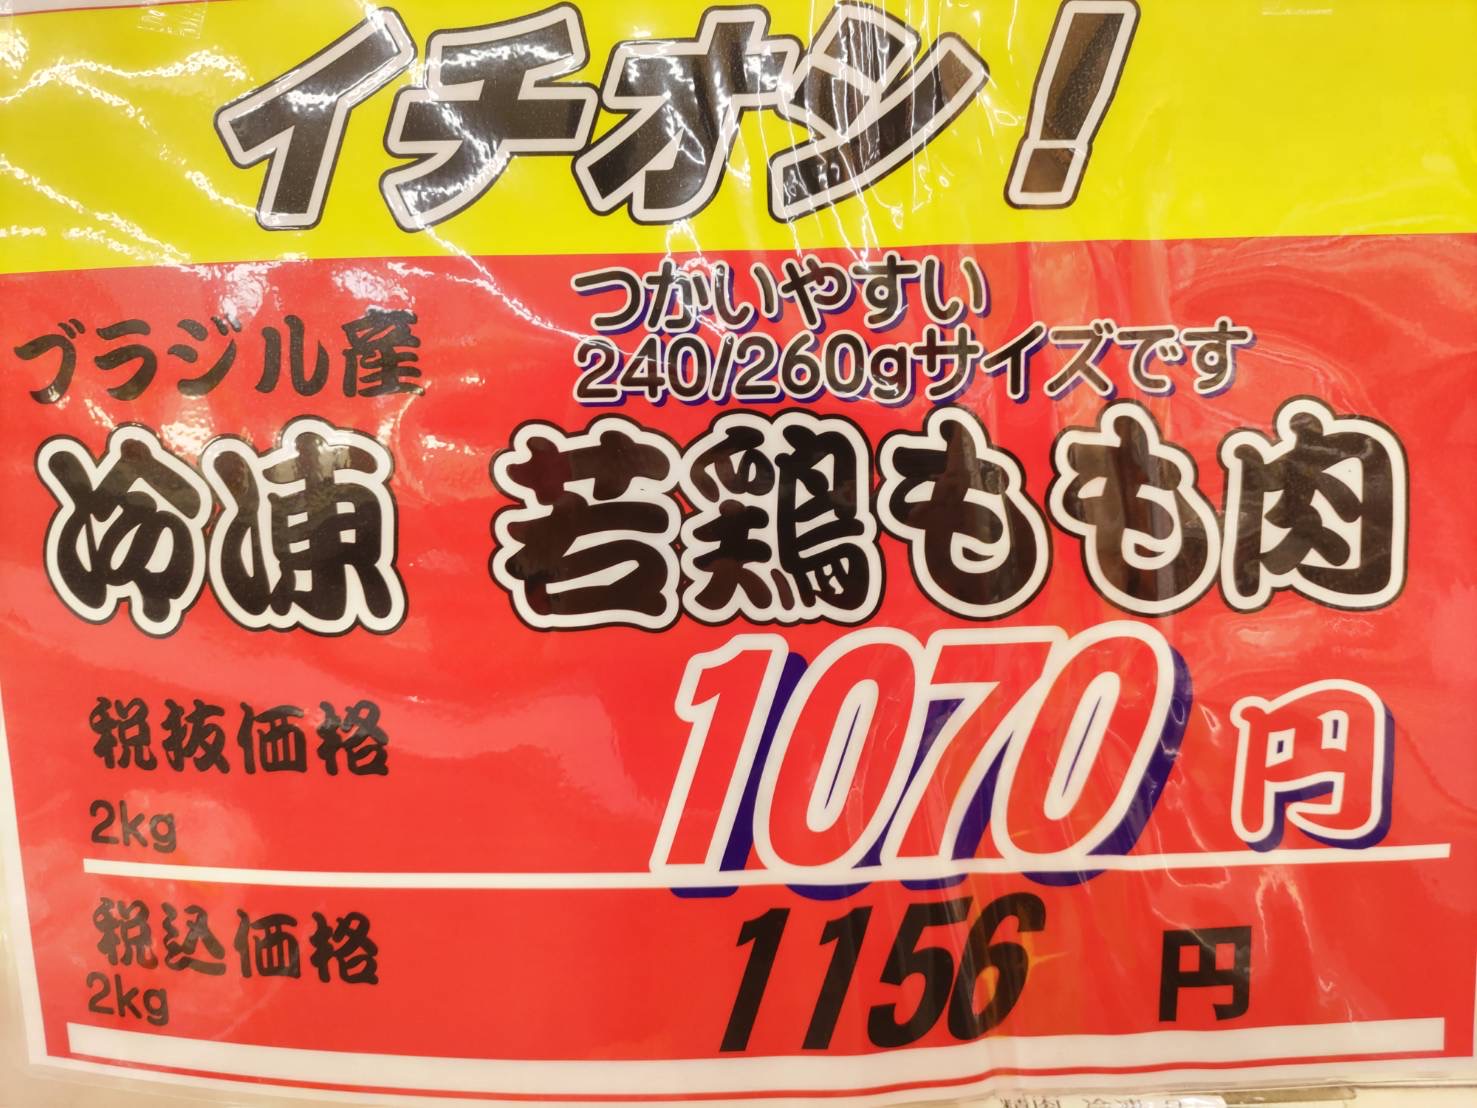 イチオシ!
つかいやすい
ブラジル産 240/260gサイズです
冷凍 若鶏もも肉
税抜価格 1070円
2kg
税込価格 1156円
2kg